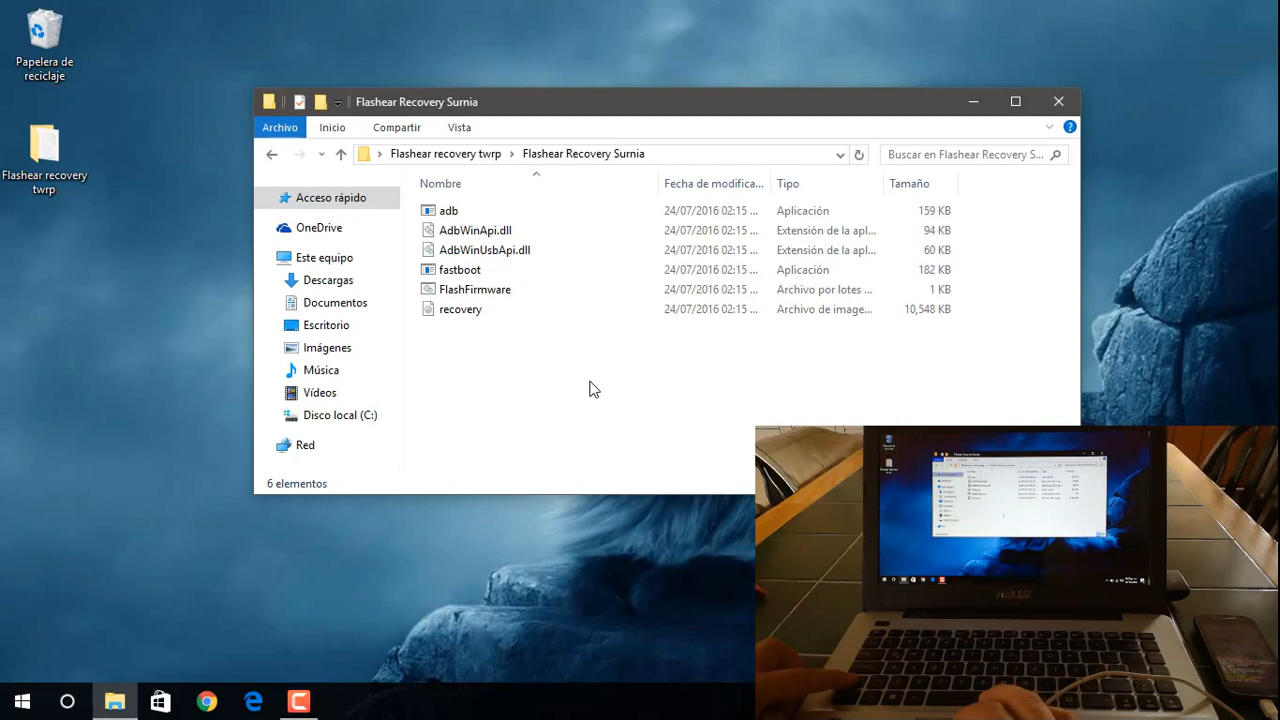 Papelera de
reciclaje
Flashear recovery
twrp
Flashear Recovery Surnia
Archivo Inicio Compartir Vista
Flashear recovery twrp > Flashear Recovery Surnia Buscar en Flashear Recovery S...
Nombre Fecha de modifica... Tipo Tamaño
adb 24/07/2016 02:15 ... Aplicación 159 KB
AdbWinApi.dll 24/07/2016 02:15 ... Extensión de la apl... 94 KB
AdbWinUsbApi.dll 24/07/2016 02:15 ... Extensión de la apl... 60 KB
fastboot 24/07/2016 02:15 ... Aplicación 182 KB
FlashFirmware 24/07/2016 02:15 ... Archivo por lotes ... 1 KB
recovery 24/07/2016 02:15 ... Archivo de image... 10,548 KB
Acceso rápido
OneDrive
Este equipo
Descargas
Documentos
Escritorio
Imágenes
Música
Vídeos
Disco local (C:)
Red
6 elementos
ASUS